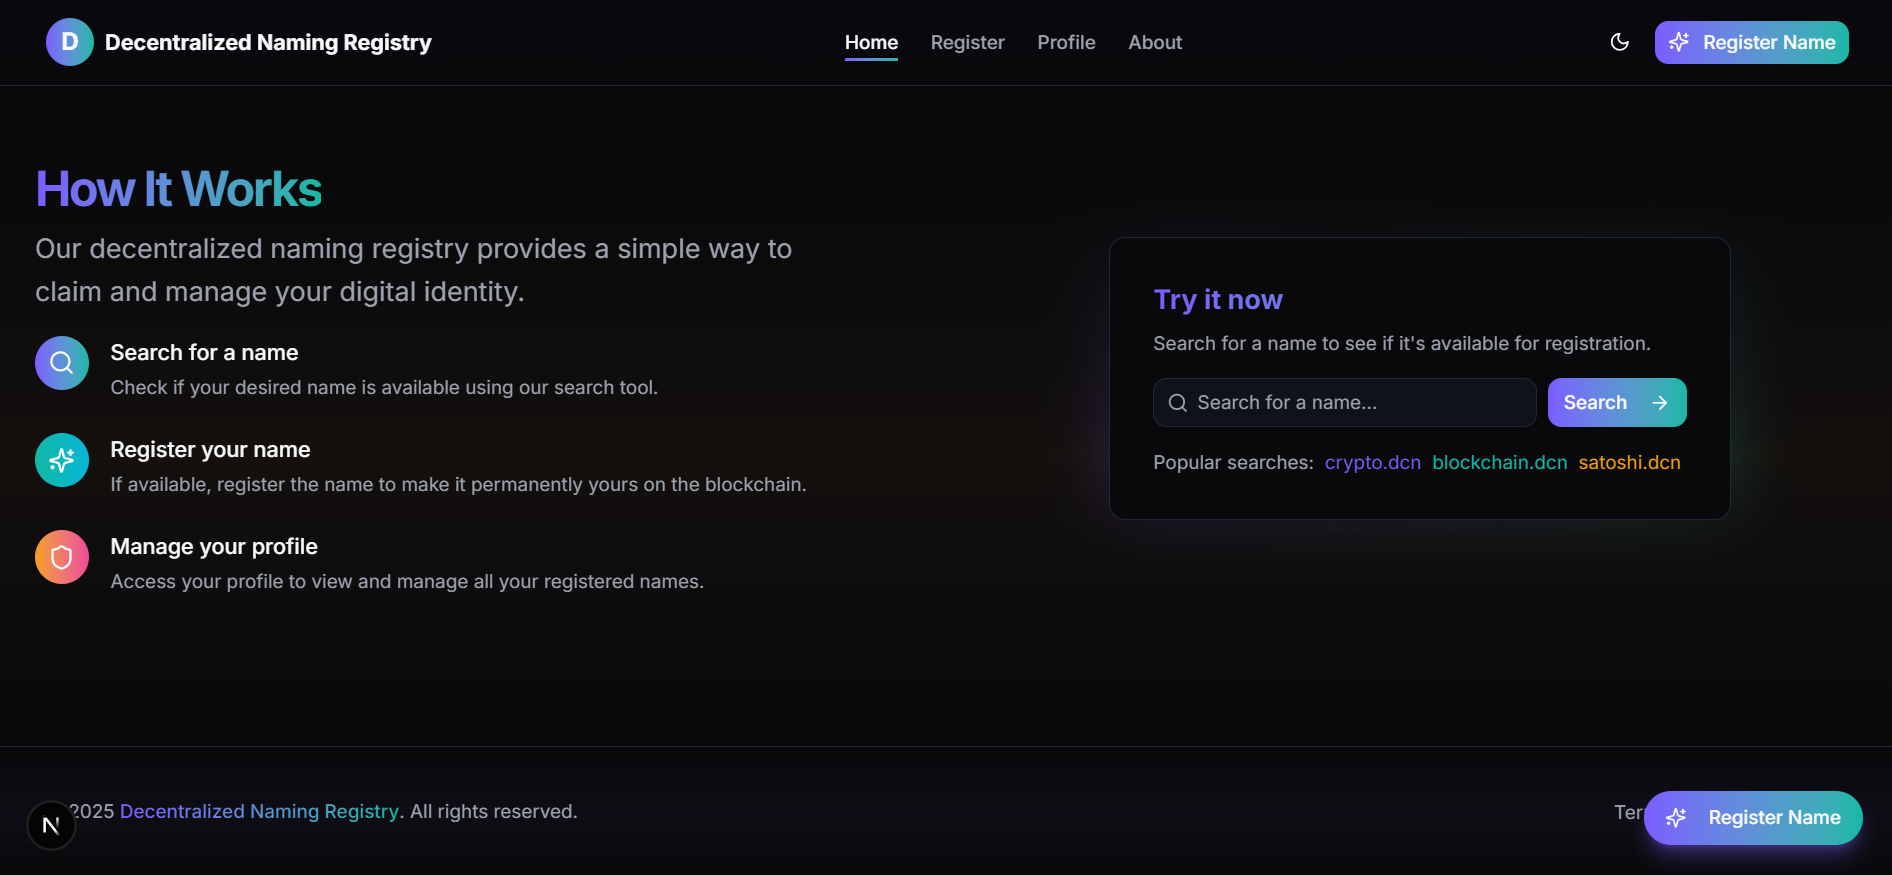 D Decentralized Naming Registry
Home Register Profile About
Register Name
How It Works
Our decentralized naming registry provides a simple way to
claim and manage your digital identity.
Search for a name
Check if your desired name is available using our search tool.
Register your name
If available, register the name to make it permanently yours on the blockchain.
Manage your profile
Access your profile to view and manage all your registered names.
Try it now
Search for a name to see if it's available for registration.
Search for a name...
Search
Popular searches: crypto.dcn blockchain.dcn satoshi.dcn
N
2025 Decentralized Naming Registry. All rights reserved.
Register Name